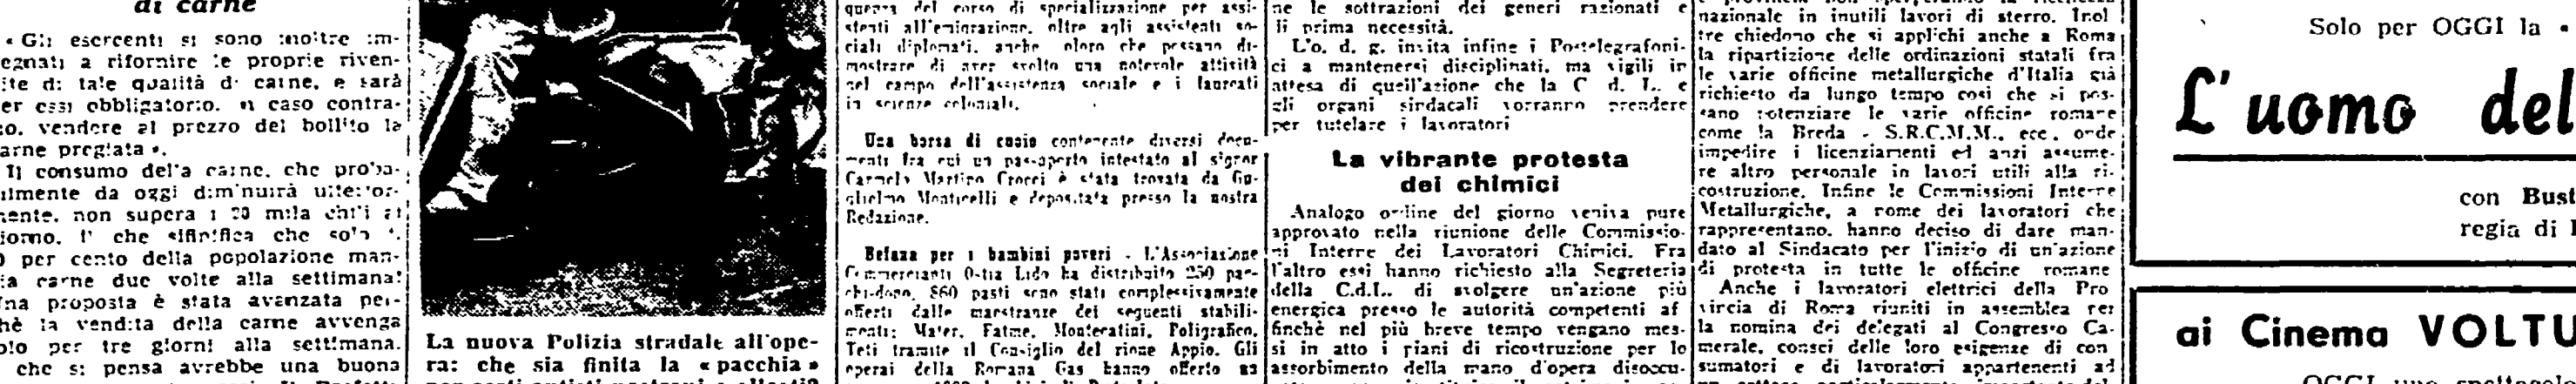 di carne
« Gli esercenti si sono inoltre im-
egnati a rifornire le proprie riven-
ite di tale qualità di carne, e sarà
er essi obbligatorio, in caso contra-
io, vendere al prezzo del bollito la
arne pregiata ».
Il consumo della carne, che proba-
ilmente da oggi diminuirà ulterior-
mente, non supera i 20 mila chili al
iorno, il che significa che solo
per cento della popolazione man-
ia carne due volte alla settimana!
Una proposta è stata avanzata per-
hè la vendita della carne avvenga
olo per tre giorni alla settimana.
che si pensa avrebbe una buona
La nuova Polizia stradale all'ope-
ra: che sia finita la « pacchia »
quenza del corso di specializzazione per assi-
stenti all'emigrazione, oltre agli assistenti so-
ciali diplomati, anche coloro che possano di-
mostrare di aver svolto una notevole attività
nel campo dell'assistenza sociale e i laureati
in scienze coloniali.
Una borsa di cuoio contenente diversi docu-
menti fra cui un passaporto intestato al signor
Carmelo Martino Crocci è stata trovata da Gu-
glielmo Monticelli e depositata presso la nostra
Redazione.
Befana per i bambini poveri - L'Associazione
Commercianti Ostia Lido ha distribuito 250 pac-
chi-dono. 860 pasti sono stati complessivamente
offerti dalle maestranze dei seguenti stabili-
menti: Mater, Fatme, Montecatini, Poligrafico,
Teti tramite il Consiglio del rione Appio. Gli
operai della Romana Gas hanno offerto
ne le sottrazioni dei generi razionati e
li prima necessità.
L'o. d. g. invita infine i Postelegrafoni-
ci a mantenersi disciplinati, ma vigili in
attesa di quell'azione che la C d. L. e
gli organi sindacali vorranno prendere
per tutelare i lavoratori
La vibrante protesta
dei chimici
Analogo ordine del giorno veniva pure
approvato nella riunione delle Commissio-
ni Interne dei Lavoratori Chimici. Fra
l'altro essi hanno richiesto alla Segreteria
della C.d.L. di svolgere un'azione più
energica presso le autorità competenti af
finchè nel più breve tempo vengano mes-
si in atto i piani di ricostruzione per lo
assorbimento della mano d'opera disoccu-
nazionale in inutili lavori di sterro. Inol
tre chiedono che si applichi anche a Roma
la ripartizione delle ordinazioni statali fra
le varie officine metallurgiche d'Italia già
richiesto da lungo tempo così che si pos-
sano potenziare le varie officine romane
come la Breda - S.R.C.M.M., ecc. onde
impedire i licenziamenti ed anzi assume-
re altro personale in lavori utili alla ri-
costruzione. Infine le Commissioni Interne
Metallurgiche, a nome dei lavoratori che
rappresentano, hanno deciso di dare man-
dato al Sindacato per l'inizio di un'azione
di protesta in tutte le officine romane
Anche i lavoratori elettrici della Pro
vincia di Roma riuniti in assemblea per
la nomina dei delegati al Congresso Ca-
merale, consci delle loro esigenze di con
sumatori e di lavoratori appartenenti ad
Solo per OGGI la «
L'uomo del
con Bust
regia di
ai Cinema VOLTU
OGGI uno spettacolo